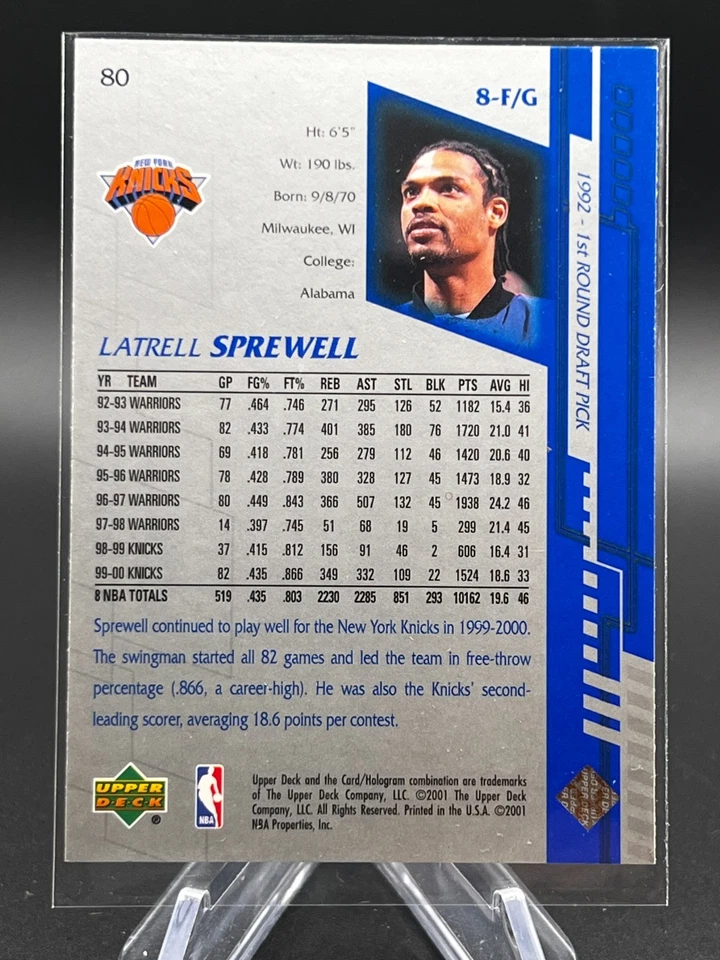 80
8-F/G
NEW YORK
KNICKS
Ht: 6'5"
Wt: 190 lbs.
Born: 9/8/70
Milwaukee, WI
College:
Alabama
1992 - 1st ROUND DRAFT PICK
LATRELL SPREWELL
YR TEAM GP FG% FT% REB AST STL BLK PTS AVG HI
92-93 WARRIORS 77 .464 .746 271 295 126 52 1182 15.4 36
93-94 WARRIORS 82 .433 .774 401 385 180 76 1720 21.0 41
94-95 WARRIORS 69 .418 .781 256 279 112 46 1420 20.6 40
95-96 WARRIORS 78 .428 .789 380 328 127 45 1473 18.9 32
96-97 WARRIORS 80 .449 .843 366 507 132 45 1938 24.2 46
97-98 WARRIORS 14 .397 .745 51 68 19 5 299 21.4 45
98-99 KNICKS 37 .415 .812 156 91 46 2 606 16.4 31
99-00 KNICKS 82 .435 .866 349 332 109 22 1524 18.6 33
8 NBA TOTALS 519 .435 .803 2230 2285 851 293 10162 19.6 46
Sprewell continued to play well for the New York Knicks in 1999-2000.
The swingman started all 82 games and led the team in free-throw
percentage (.866, a career-high). He was also the Knicks' second-
leading scorer, averaging 18.6 points per contest.
UPPER
DECK
®
NBA
Upper Deck and the Card/Hologram combination are trademarks
of The Upper Deck Company, LLC. ©2001 The Upper Deck
Company, LLC. All Rights Reserved. Printed in the U.S.A. ©2001
NBA Properties, Inc.